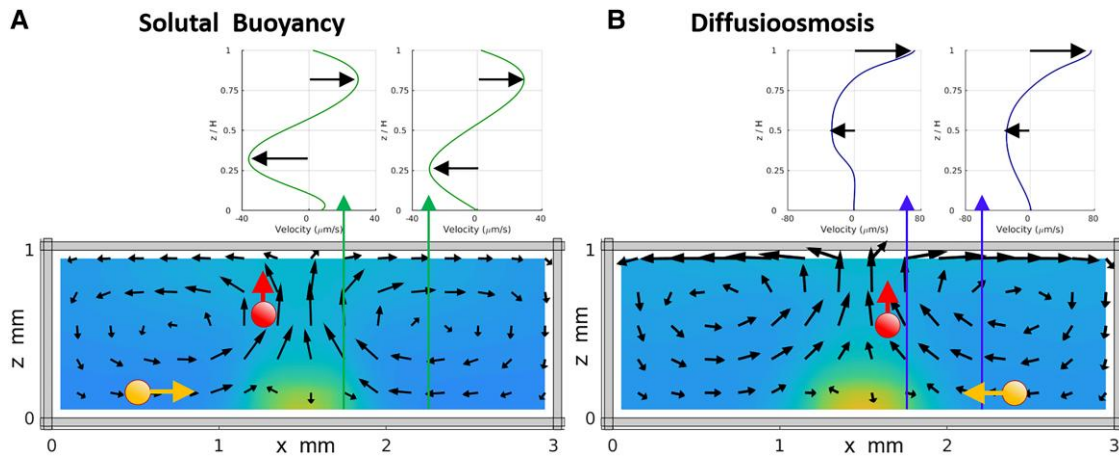 A Solutal Buoyancy
B Diffusioosmosis
1
0.75
z / H
0.5
0.25
0
-40 0 40
Velocity (μm/s)
1
0.75
z / H
0.5
0.25
0
-40 0 40
Velocity (μm/s)
1
0.75
z / H
0.5
0.25
0
-80 0 80
Velocity (μm/s)
1
0.75
z / H
0.5
0.25
0
-80 0 80
Velocity (μm/s)
1
z mm
0
0 1 2 3
x mm
1
z mm
0
0 1 2 3
x mm